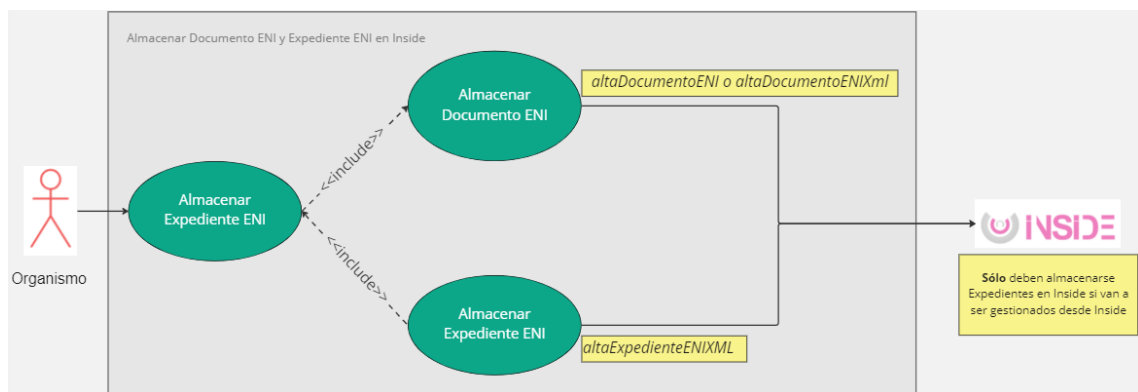 Almacenar Documento ENI y Expediente ENI en Inside
Almacenar
Documento ENI
altaDocumentoENI o altaDocumentoENIXml
<<include>>
Almacenar
Expediente ENI
Organismo
<<include>>
Almacenar
Expediente ENI
altaExpedienteENIXML
INSIDE
Sólo deben almacenarse
Expedientes en Inside si van a
ser gestionados desde Inside